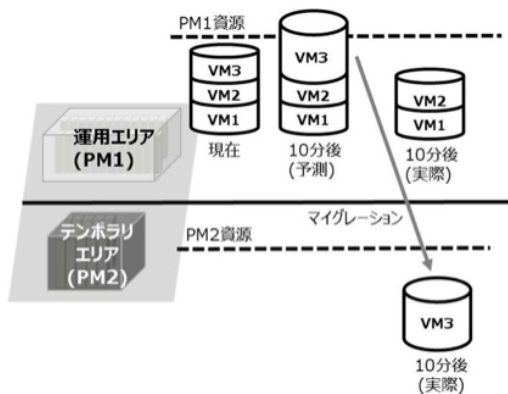 PM1資源
VM3
VM2
VM1
現在
VM3
VM2
VM1
10分後
(予測)
VM2
VM1
10分後
(実際)
運用エリア
(PM1)
マイグレーション
テンポラリ
エリア
(PM2)
PM2資源
VM3
10分後
(実際)